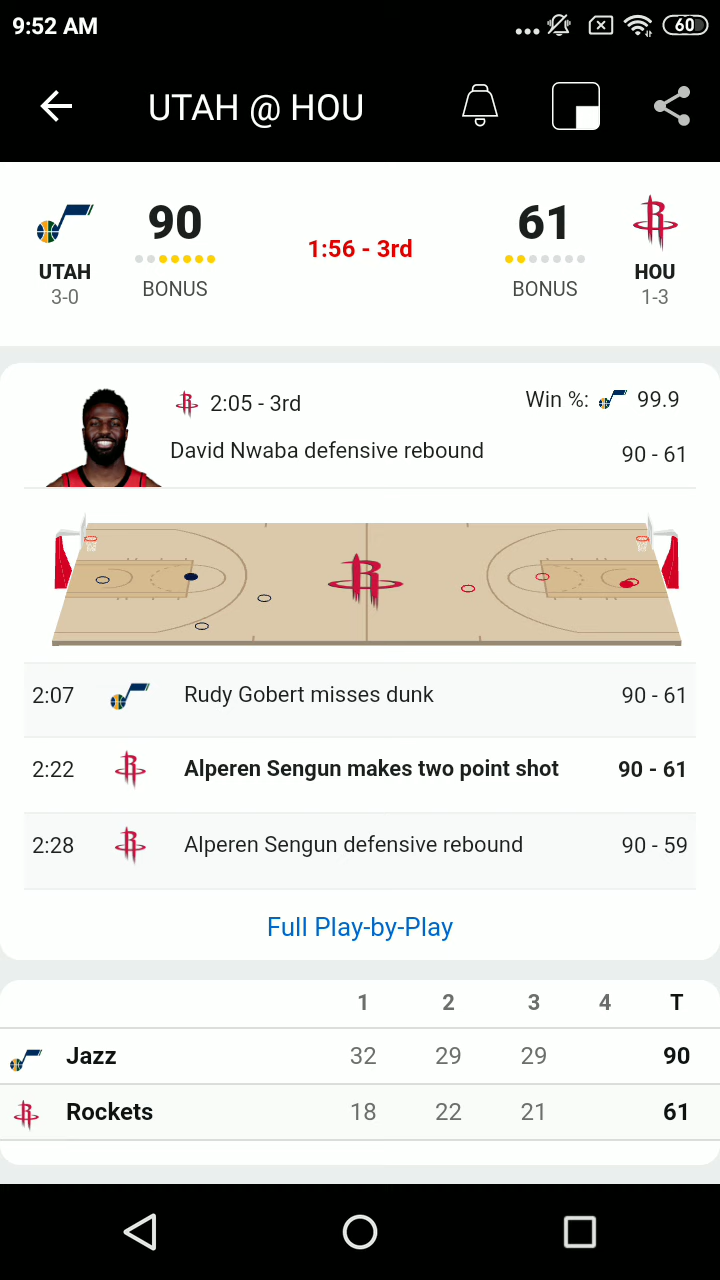 9:52 AM
60
UTAH @ HOU
90
61
1:56 - 3rd
UTAH
BONUS
BONUS
HOU
3-0
1-3
2:05 - 3rd
Win %:
99.9
David Nwaba defensive rebound
90 - 61
2:07
Rudy Gobert misses dunk
90 - 61
2:22
Alperen Sengun makes two point shot
90 - 61
2:28
Alperen Sengun defensive rebound
90 - 59
Full Play-by-Play
1 2 3 4 T
Jazz 32 29 29 90
Rockets 18 22 21 61